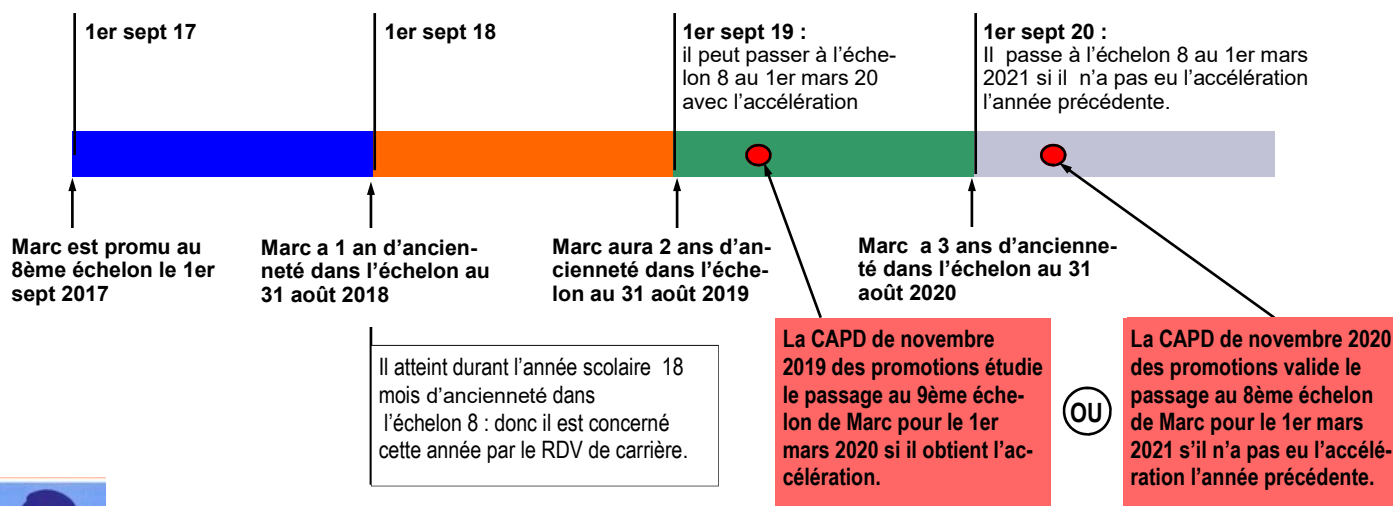 1er sept 17
1er sept 18
1er sept 19 :
il peut passer à l'éche-
lon 8 au 1er mars 20
avec l'accélération
1er sept 20 :
Il  passe à l'échelon 8 au 1er mars
2021 si il  n'a pas eu l'accélération
l'année précédente.
Marc est promu au
8ème échelon le 1er
sept 2017
Marc a 1 an d'ancien-
neté dans l'échelon au
31 août 2018
Marc aura 2 ans d'an-
cienneté dans l'éche-
lon au 31 août 2019
Marc  a 3 ans d'ancienne-
té dans l'échelon au 31
août 2020
Il atteint durant l'année scolaire  18
mois d'ancienneté dans
l'échelon 8 : donc il est concerné
cette année par le RDV de carrière.
La CAPD de novembre
2019 des promotions étudie
le passage au 9ème éche-
lon de Marc pour le 1er
mars 2020 si il obtient l'ac-
célération.
OU
La CAPD de novembre 2020
des promotions valide le
passage au 8ème échelon
de Marc pour le 1er mars
2021 s'il n'a pas eu l'accélé-
ration l'année précédente.